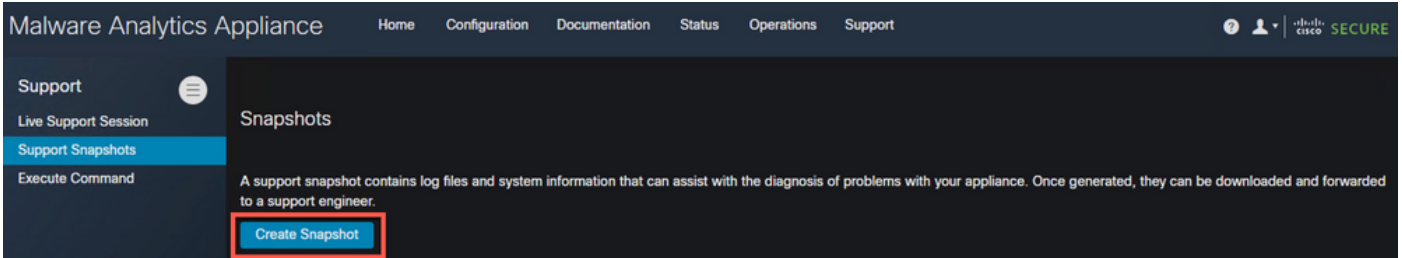 Malware Analytics Appliance Home Configuration Documentation Status Operations Support ? cisco SECURE
Support
Live Support Session
Support Snapshots
Execute Command
Snapshots
A support snapshot contains log files and system information that can assist with the diagnosis of problems with your appliance. Once generated, they can be downloaded and forwarded
to a support engineer.
Create Snapshot